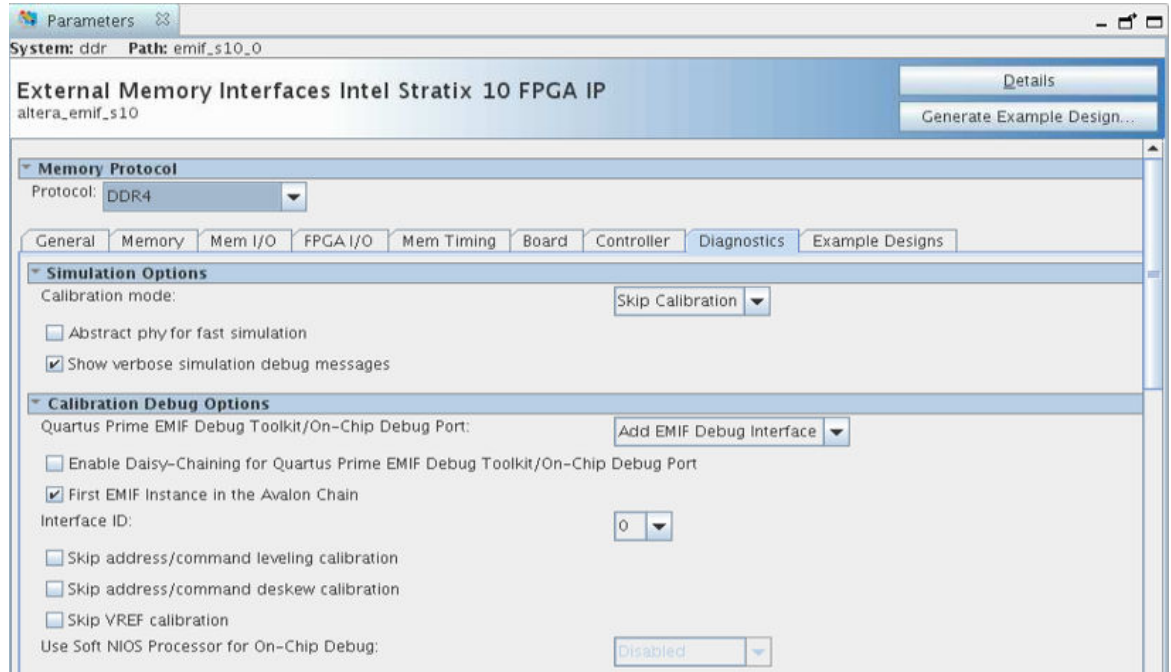 Parameters
System: ddr Path: emif_s10_0
External Memory Interfaces Intel Stratix 10 FPGA IP
altera_emif_s10
Details
Generate Example Design...
Memory Protocol
Protocol: DDR4
General Memory Mem I/O FPGA I/O Mem Timing Board Controller Diagnostics Example Designs
Simulation Options
Calibration mode: Skip Calibration
Abstract phy for fast simulation
Show verbose simulation debug messages
Calibration Debug Options
Quartus Prime EMIF Debug Toolkit/On-Chip Debug Port: Add EMIF Debug Interface
Enable Daisy-Chaining for Quartus Prime EMIF Debug Toolkit/On-Chip Debug Port
First EMIF Instance in the Avalon Chain
Interface ID: 0
Skip address/command leveling calibration
Skip address/command deskew calibration
Skip VREF calibration
Use Soft NIOS Processor for On-Chip Debug: Disabled